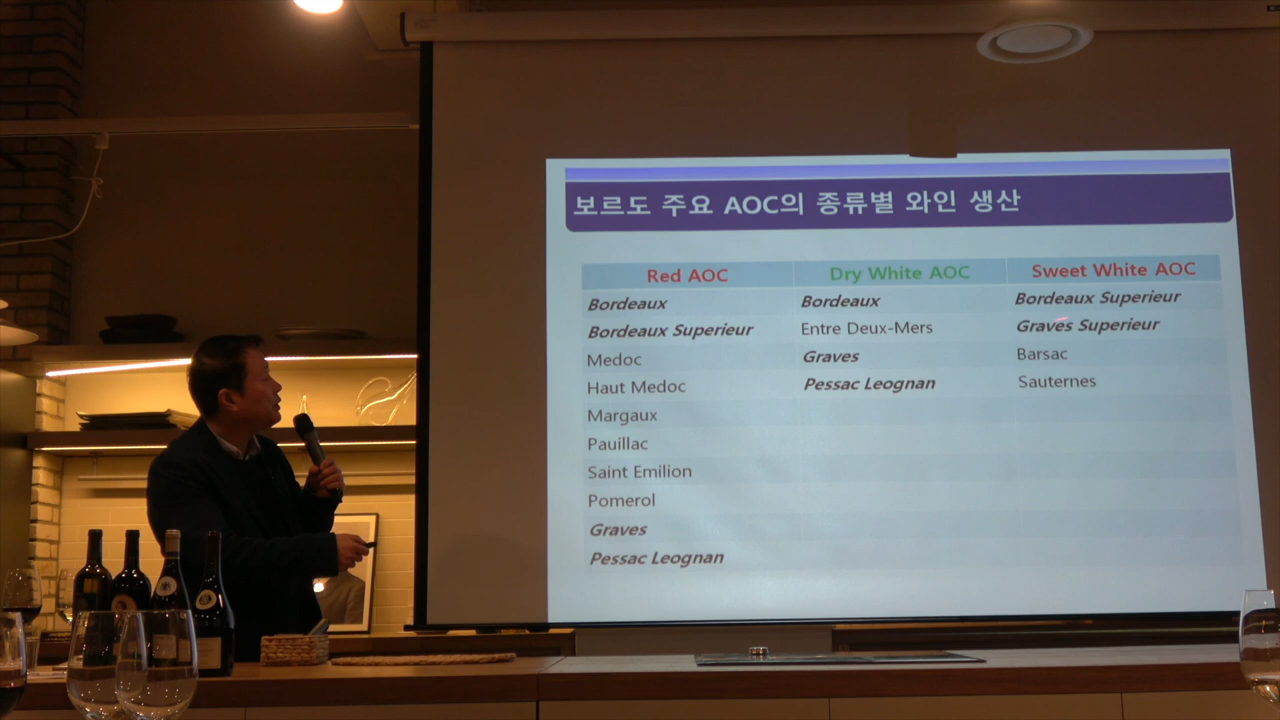 보르도 주요 AOC의 종류별 와인 생산
Red AOC Dry White AOC Sweet White AOC
Bordeaux Bordeaux Bordeaux Superieur
Bordeaux Superieur Entre Deux-Mers Graves Superieur
Medoc Graves Barsac
Haut Medoc Pessac Leognan Sauternes
Margaux
Pauillac
Saint Emilion
Pomerol
Graves
Pessac Leognan